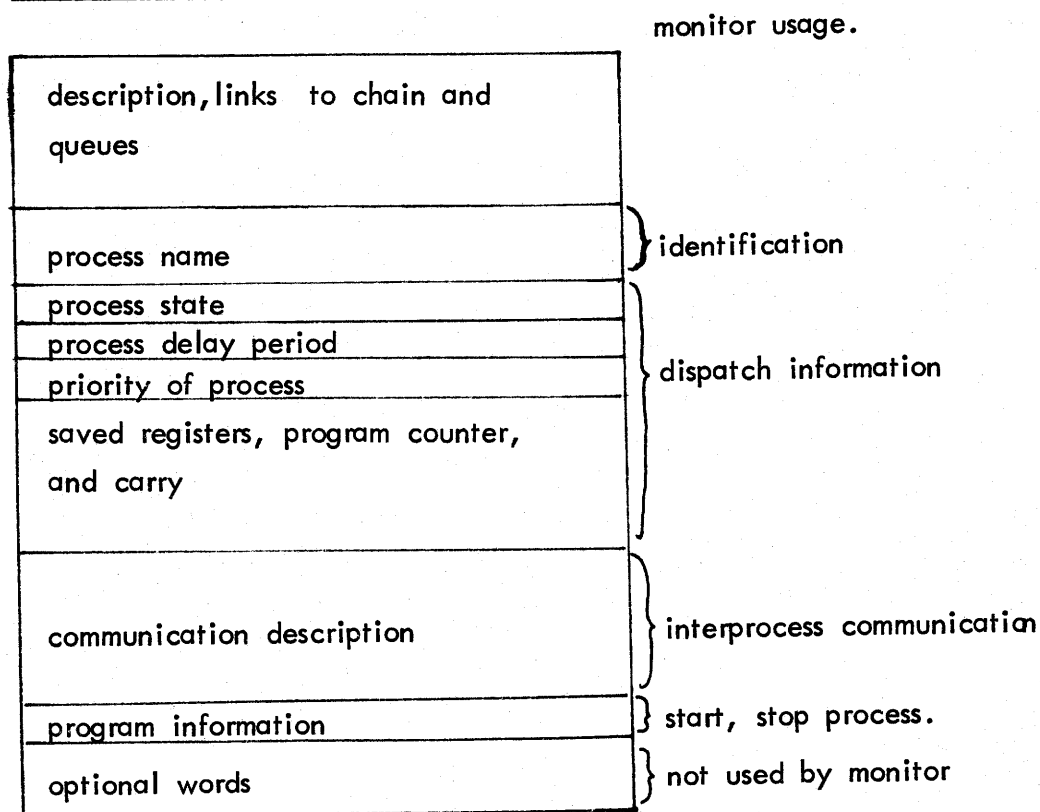 monitor usage.
description, links to chain and
queues
process name
identification
process state
process delay period
priority of process
dispatch information
saved registers, program counter,
and carry
communication description
interprocess communication
program information
start, stop process.
optional words
not used by monitor